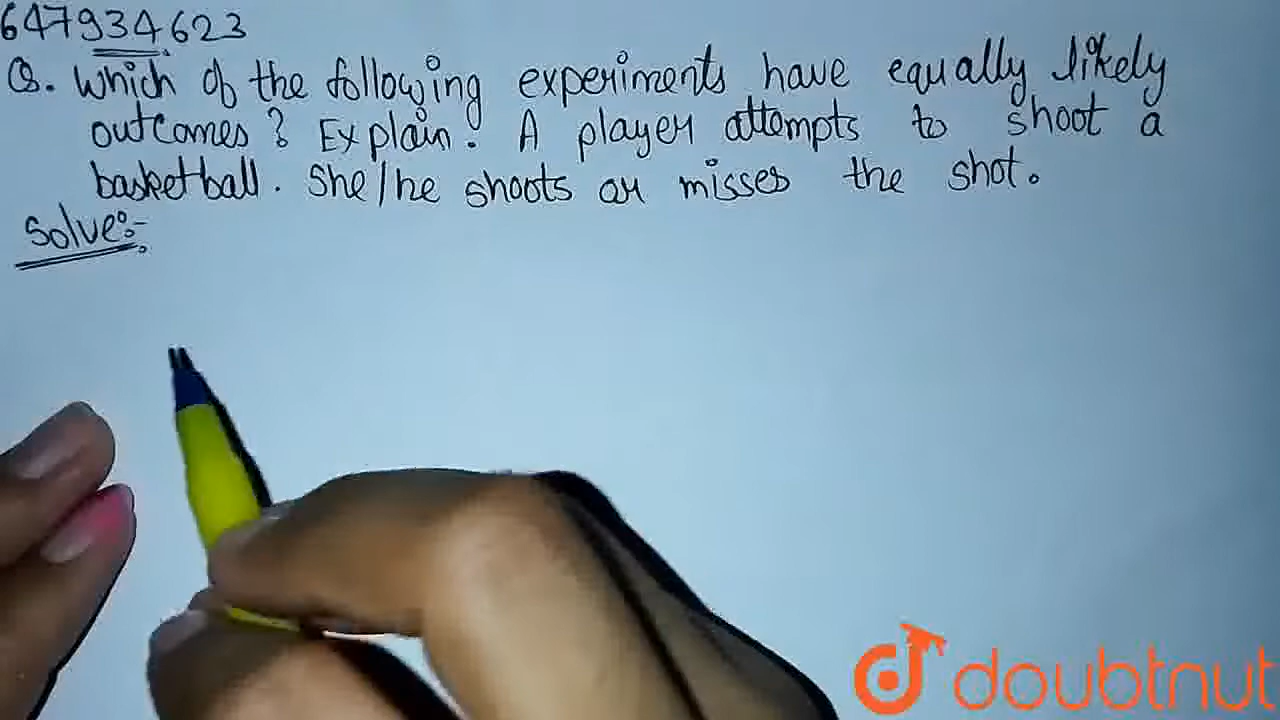 647934623
Q. Which of the following experiments have equally likely
outcomes ? Explain. A player attempts to shoot a
basketball. She/he shoots or misses the shot.
Solve:-
doubtnut